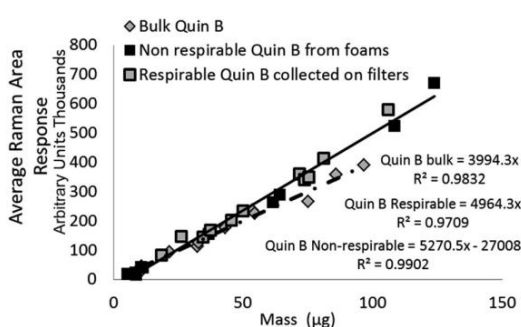 Bulk Quin B
Non respirable Quin B from foams
Respirable Quin B collected on filters
Average Raman Area
Response
Arbitrary Units Thousands
800
700
600
500
400
300
200
100
0
Quin B bulk = 3994.3x
R² = 0.9832
Quin B Respirable = 4964.3x
R² = 0.9709
Quin B Non-respirable = 5270.5x - 27008
R² = 0.9902
0
50
100
150
Mass (µg)